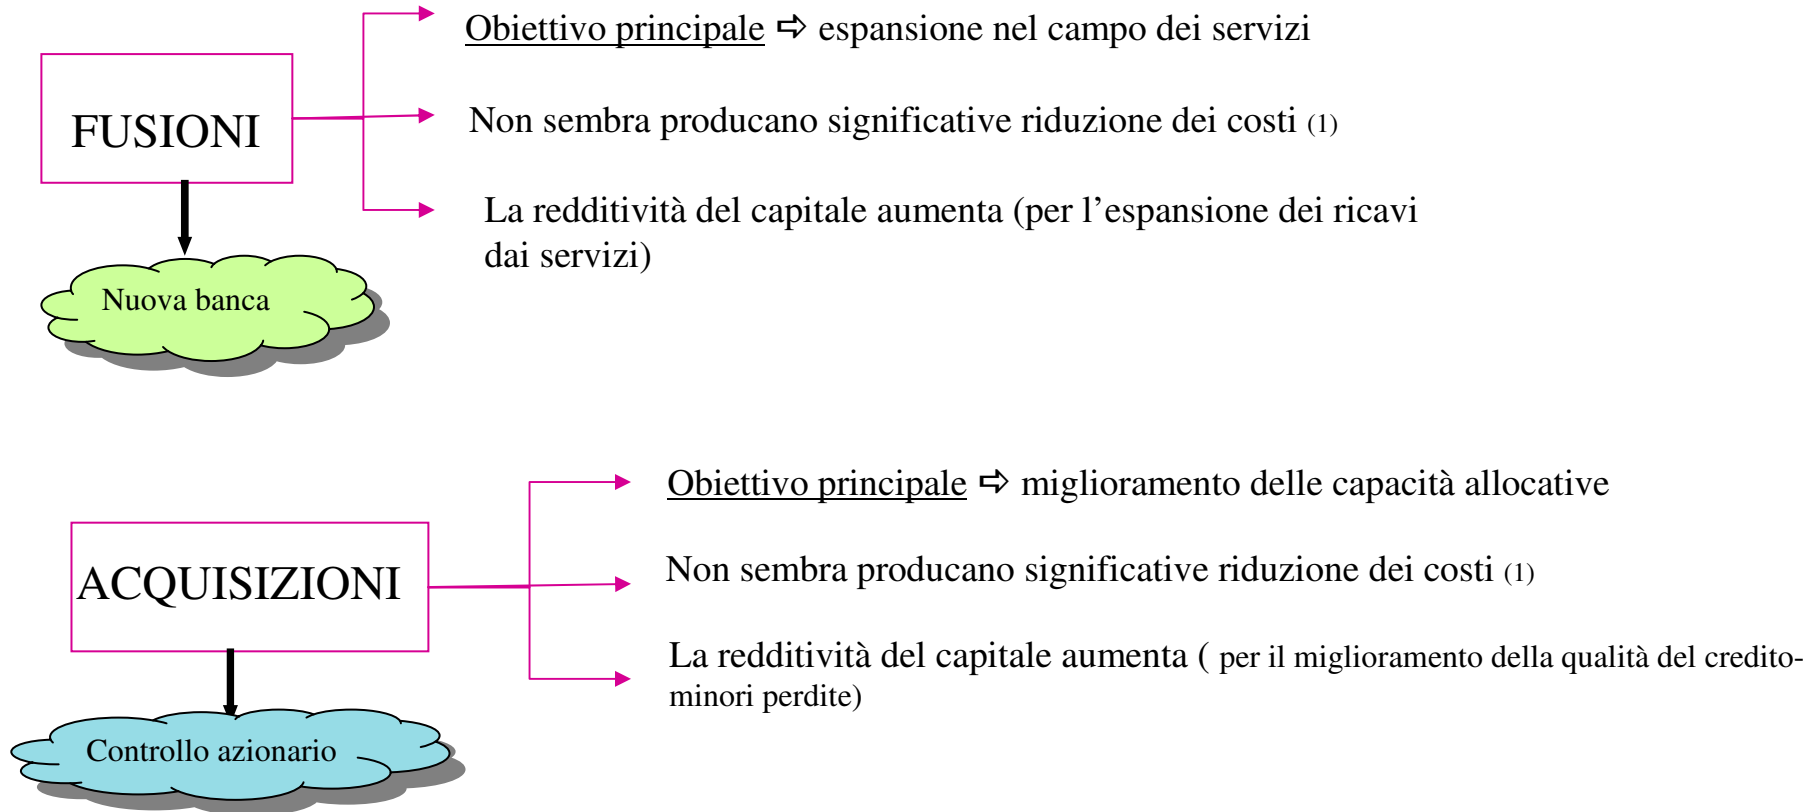 Obiettivo principale ➪ espansione nel campo dei servizi
FUSIONI
Non sembra producano significative riduzione dei costi (1)
La redditività del capitale aumenta (per l'espansione dei ricavi
dai servizi)
Nuova banca
Obiettivo principale ➪ miglioramento delle capacità allocative
ACQUISIZIONI
Non sembra producano significative riduzione dei costi (1)
La redditività del capitale aumenta ( per il miglioramento della qualità del credito-
minori perdite)
Controllo azionario